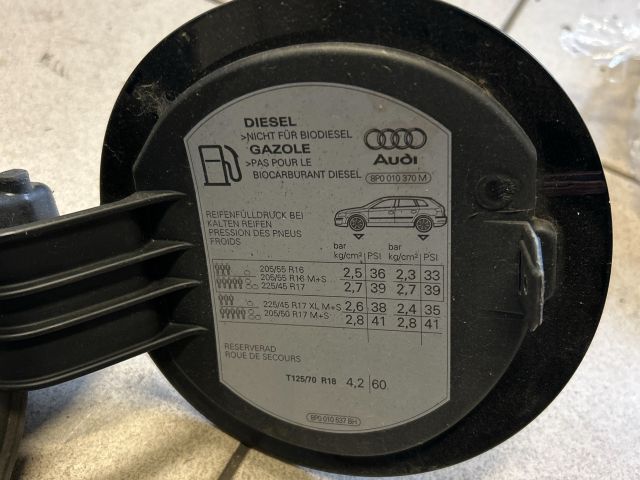 DIESEL
>NICHT FÜR BIODIESEL
GAZOLE
>PAS POUR LE
BIOCARBURANT DIESEL
Audi
8P0 010 370 M
REIFENFÜLLDRUCK BEI
KALTEN REIFEN
PRESSION DES PNEUS
FROIDS
bar kg/cm² PSI bar kg/cm² PSI
205/55 R16 2,5 36 2,3 33
205/55 R16 M+S
225/45 R17 2,7 39 2,7 39
225/45 R17 XL M+S 2,6 38 2,4 35
205/50 R17 M+S 2,8 41 2,8 41
RESERVERAD
ROUE DE SECOURS
T125/70 R18 4,2 60
8P0 010 537 BH